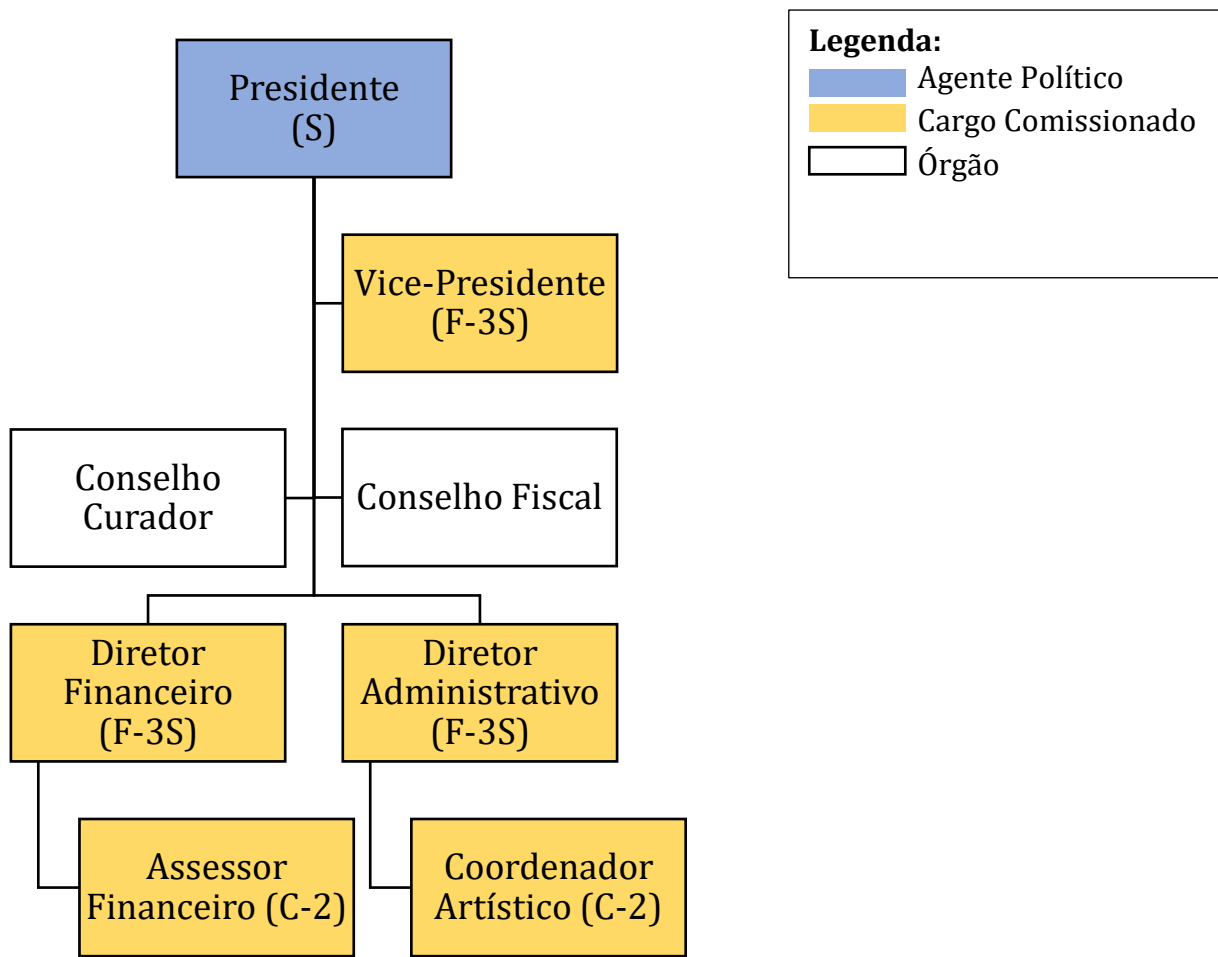 Presidente
(S)
Legenda:
Agente Político
Cargo Comissionado
Órgão
Vice-Presidente
(F-3S)
Conselho
Curador
Conselho Fiscal
Diretor
Financeiro
(F-3S)
Diretor
Administrativo
(F-3S)
Assessor
Financeiro (C-2)
Coordenador
Artístico (C-2)